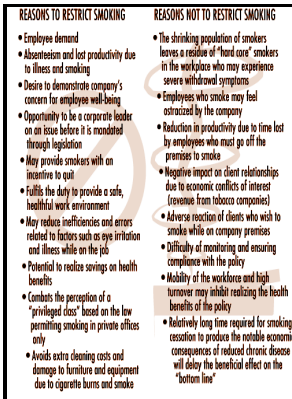 REASONS TO RESTRICT SMOKING
• Employee demand
• Absenteeism and lost productivity due
to illness and smoking
• Desire to demonstrate company's
concern for employee well-being
• Opportunity to be a corporate leader
on an issue before it is mandated
through legislation
• May provide smokers with an
incentive to quit
• Fulfils the duty to provide a safe,
healthful work environment
• May reduce inefficiencies and errors
related to factors such as eye irritation
and illness while on the job
• Potential to realize savings on health
benefits
• Combats the perception of a
"privileged class" based on the law
permitting smoking in private offices
only
• Avoids extra cleaning costs and
damage to furniture and equipment
due to cigarette burns and smoke
REASONS NOT TO RESTRICT SMOKING
• The shrinking population of smokers
leaves a residue of "hard core" smokers
in the workplace who may experience
severe withdrawal symptoms
• Employees who smoke may feel
ostracized by the company
• Reduction in productivity due to time lost
by employees who must go off the
premises to smoke
• Negative impact on client relationships
due to economic conflicts of interest
(revenue from tobacco companies)
• Adverse reaction of clients who wish to
smoke while on company premises
• Difficulty of monitoring and ensuring
compliance with the policy
• Mobility of the workforce and high
turnover may inhibit realizing the health
benefits of the policy
• Relatively long time required for smoking
cessation to produce the notable economic
consequences of reduced chronic disease
will delay the beneficial effect on the
"bottom line"